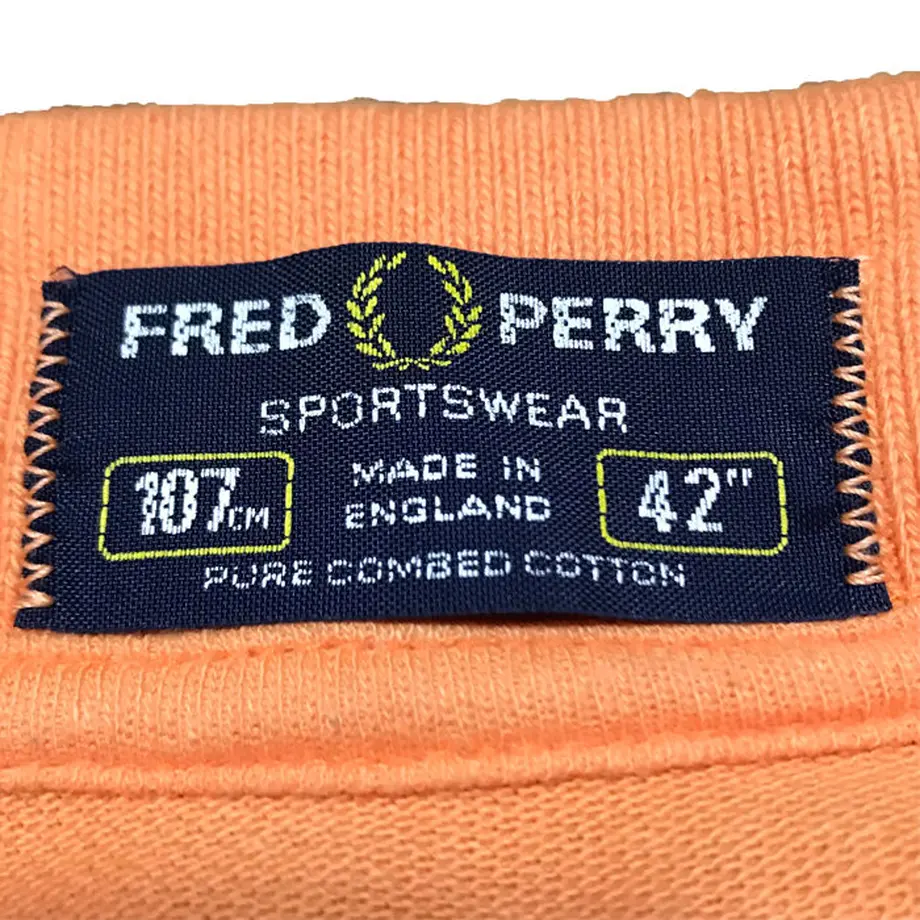 FRED PERRY
SPORTSWEAR
107CM MADE IN 42"
ENGLAND
PURE COMBED COTTON